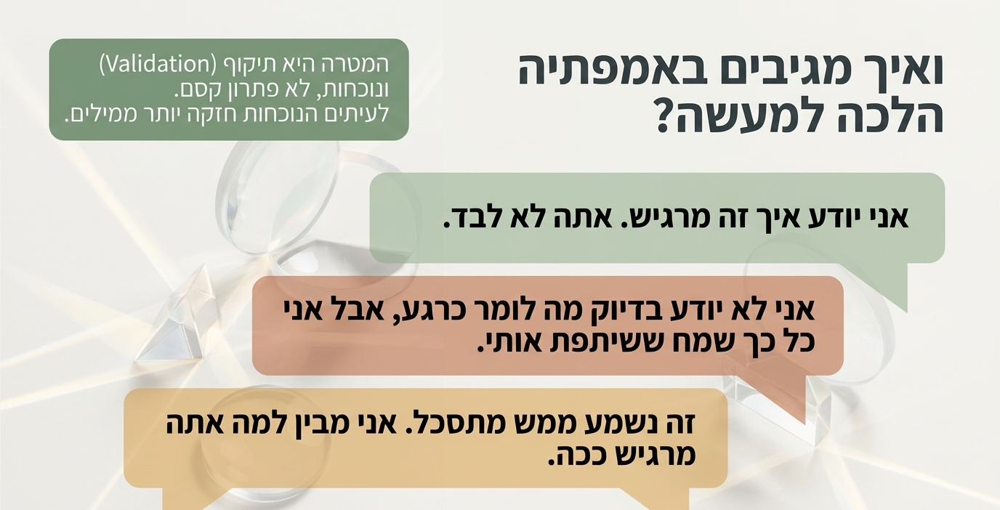 ואיך מגיבים באמפתיה
הלכה למעשה?
המטרה היא תיקוף (Validation)
ונוכחות, לא פתרון קסם.
לעיתים הנוכחות חזקה יותר ממילים.
אני יודע איך זה מרגיש. אתה לא לבד.
אני לא יודע בדיוק מה לומר כרגע, אבל אני
כל כך שמח ששיתפת אותי.
זה נשמע ממש מתסכל. אני מבין למה אתה
מרגיש ככה.